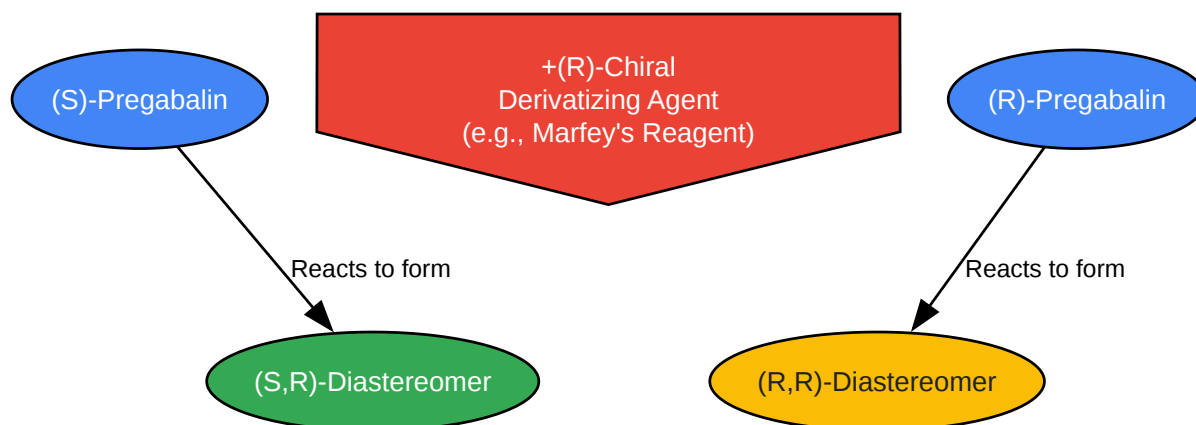 +(R)-Chiral
Derivatizing Agent
(e.g., Marfey's Reagent)
(S)-Pregabalin
(R)-Pregabalin
Reacts to form
Reacts to form
(S,R)-Diastereomer
(R,R)-Diastereomer